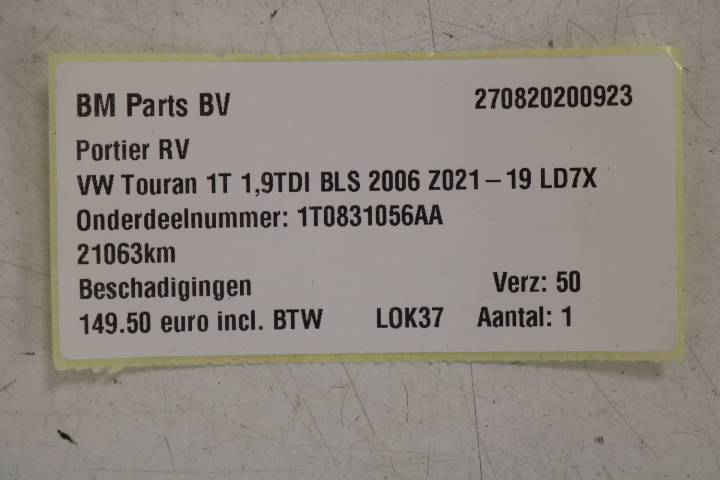 BM Parts BV 270820200923
Portier RV
VW Touran 1T 1,9TDI BLS 2006 Z021-19 LD7X
Onderdeelnummer: 1T0831056AA
21063km
Beschadigingen Verz: 50
149.50 euro incl. BTW LOK37 Aantal: 1